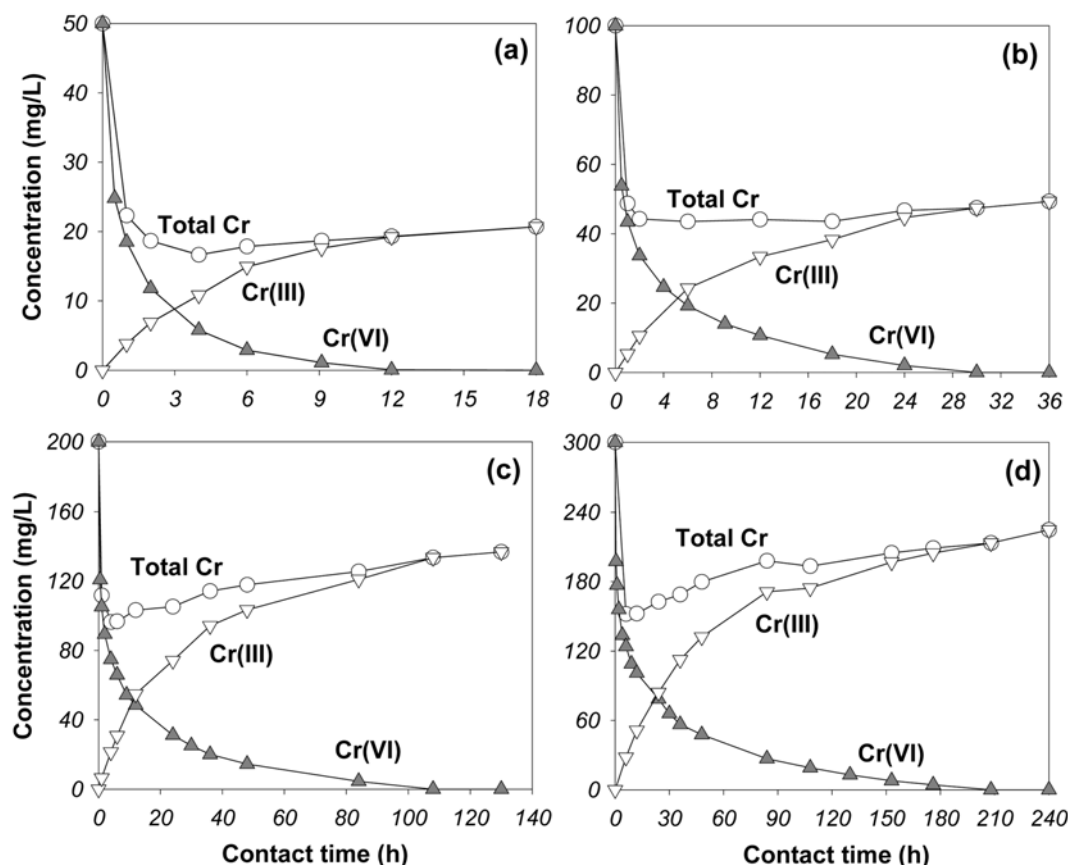 Concentration (mg/L)
50
40
30
20
10
0
(a)
Total Cr
Cr(III)
Cr(VI)
0 3 6 9 12 15 18
100
80
60
40
20
0
(b)
Total Cr
Cr(III)
Cr(VI)
0 4 8 12 16 20 24 28 32 36
Concentration (mg/L)
200
160
120
80
40
0
(c)
Total Cr
Cr(III)
Cr(VI)
0 20 40 60 80 100 120 140
Contact time (h)
300
240
180
120
60
0
(d)
Total Cr
Cr(III)
Cr(VI)
0 30 60 90 120 150 180 210 240
Contact time (h)